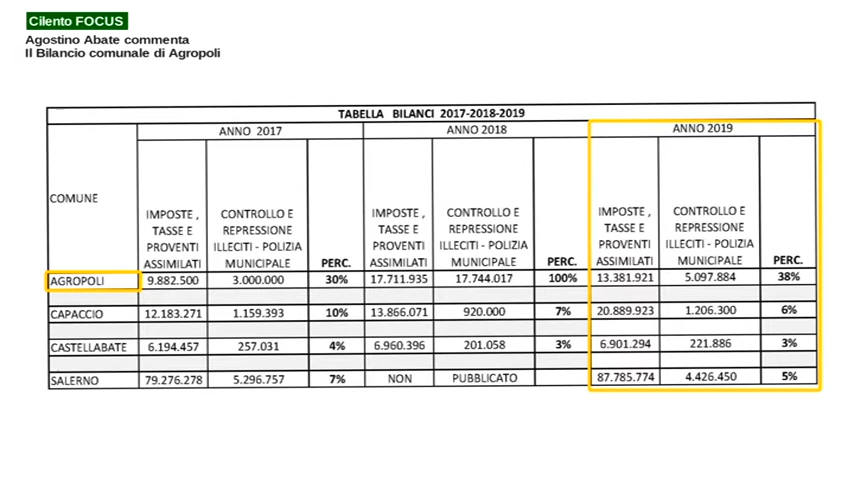 Cilento FOCUS
Agostino Abate commenta
Il Bilancio comunale di Agropoli
TABELLA BILANCI 2017-2018-2019
ANNO 2017 ANNO 2018 ANNO 2019
COMUNE
IMPOSTE , CONTROLLO E IMPOSTE , CONTROLLO E IMPOSTE , CONTROLLO E
TASSE E REPRESSIONE TASSE E REPRESSIONE TASSE E REPRESSIONE
PROVENTI ILLECITI - POLIZIA PROVENTI ILLECITI - POLIZIA PROVENTI ILLECITI - POLIZIA
ASSIMILATI MUNICIPALE PERC. ASSIMILATI MUNICIPALE PERC. ASSIMILATI MUNICIPALE PERC.
AGROPOLI 9.882.500 3.000.000 30% 17.711.935 17.744.017 100% 13.381.921 5.097.884 38%
CAPACCIO 12.183.271 1.159.393 10% 13.866.071 920.000 7% 20.889.923 1.206.300 6%
CASTELLABATE 6.194.457 257.031 4% 6.960.396 201.058 3% 6.901.294 221.886 3%
SALERNO 79.276.278 5.296.757 7% NON PUBBLICATO 87.785.774 4.426.450 5%